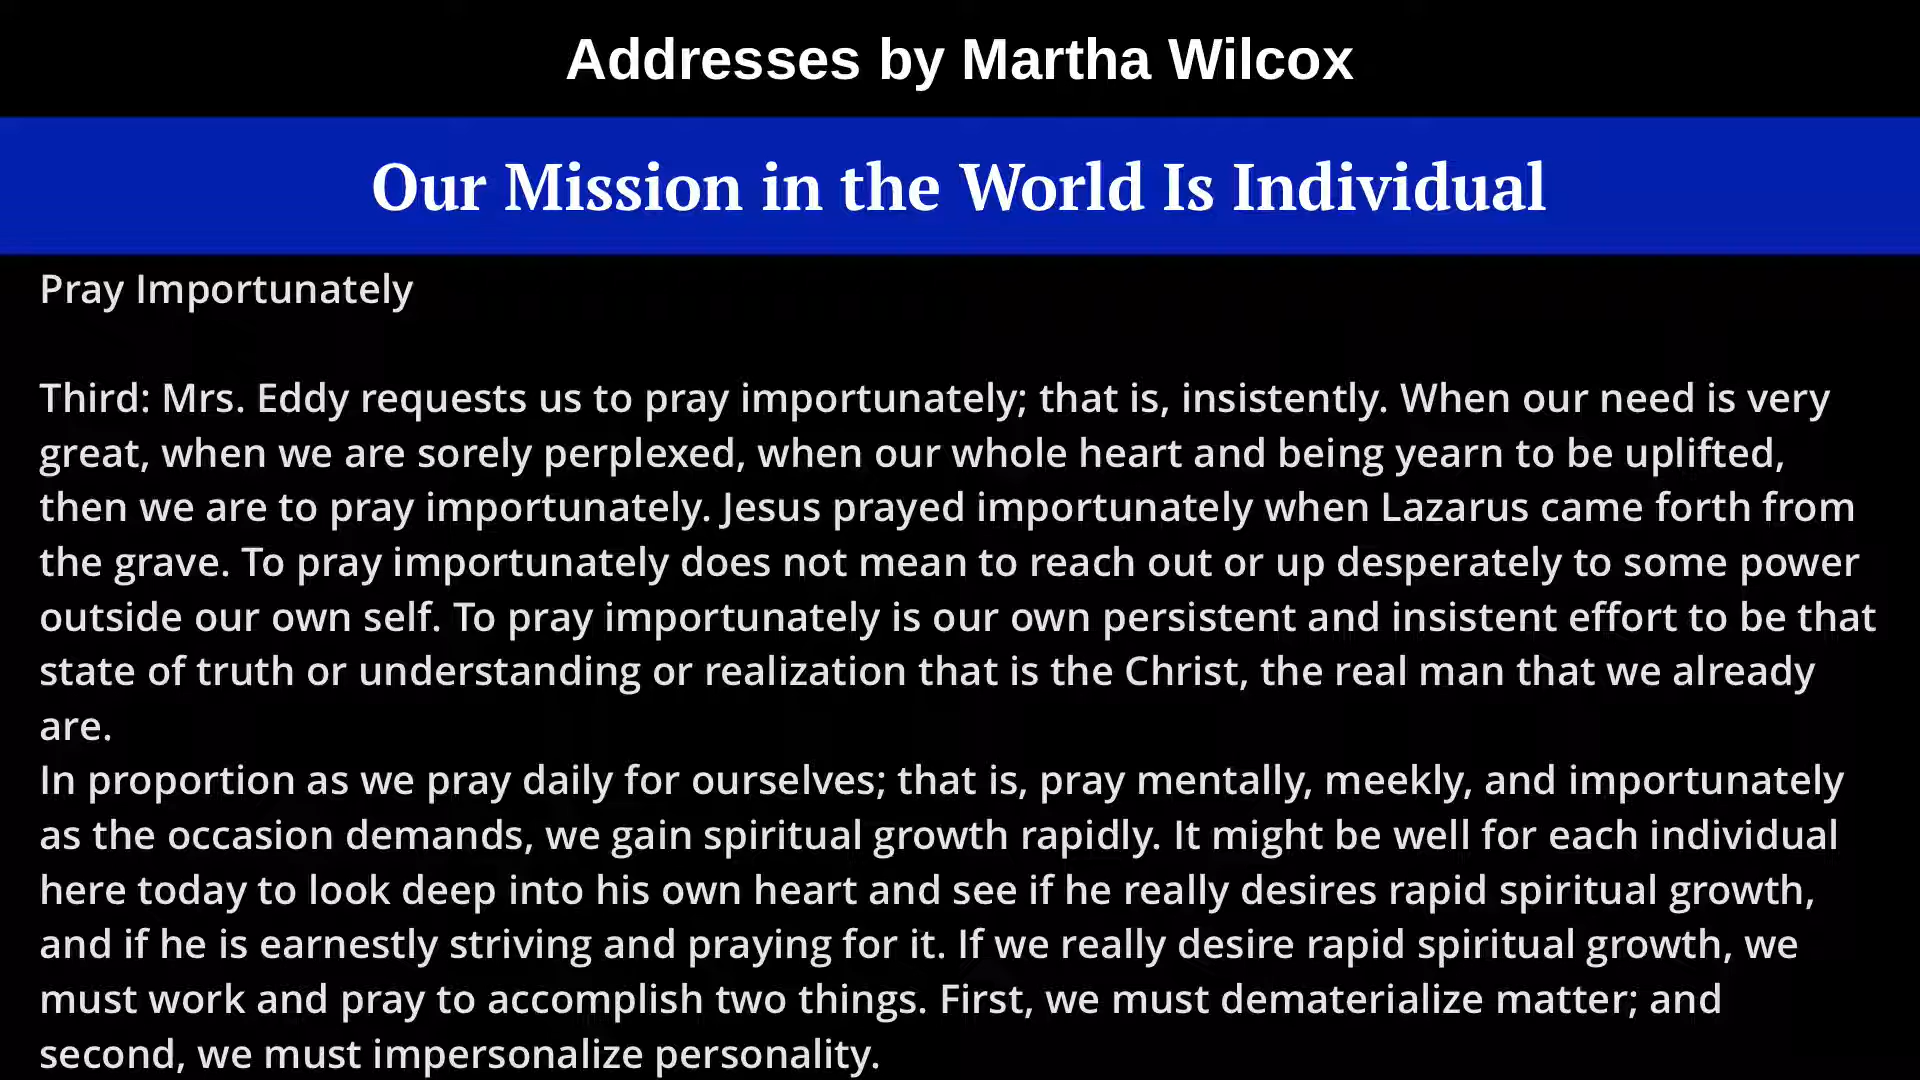 Addresses by Martha Wilcox
Our Mission in the World Is Individual
Pray Importunately
Third: Mrs. Eddy requests us to pray importunately; that is, insistently. When our need is very
great, when we are sorely perplexed, when our whole heart and being yearn to be uplifted,
then we are to pray importunately. Jesus prayed importunately when Lazarus came forth from
the grave. To pray importunately does not mean to reach out or up desperately to some power
outside our own self. To pray importunately is our own persistent and insistent effort to be that
state of truth or understanding or realization that is the Christ, the real man that we already
are.
In proportion as we pray daily for ourselves; that is, pray mentally, meekly, and importunately
as the occasion demands, we gain spiritual growth rapidly. It might be well for each individual
here today to look deep into his own heart and see if he really desires rapid spiritual growth,
and if he is earnestly striving and praying for it. If we really desire rapid spiritual growth, we
must work and pray to accomplish two things. First, we must dematerialize matter; and
second, we must impersonalize personality.